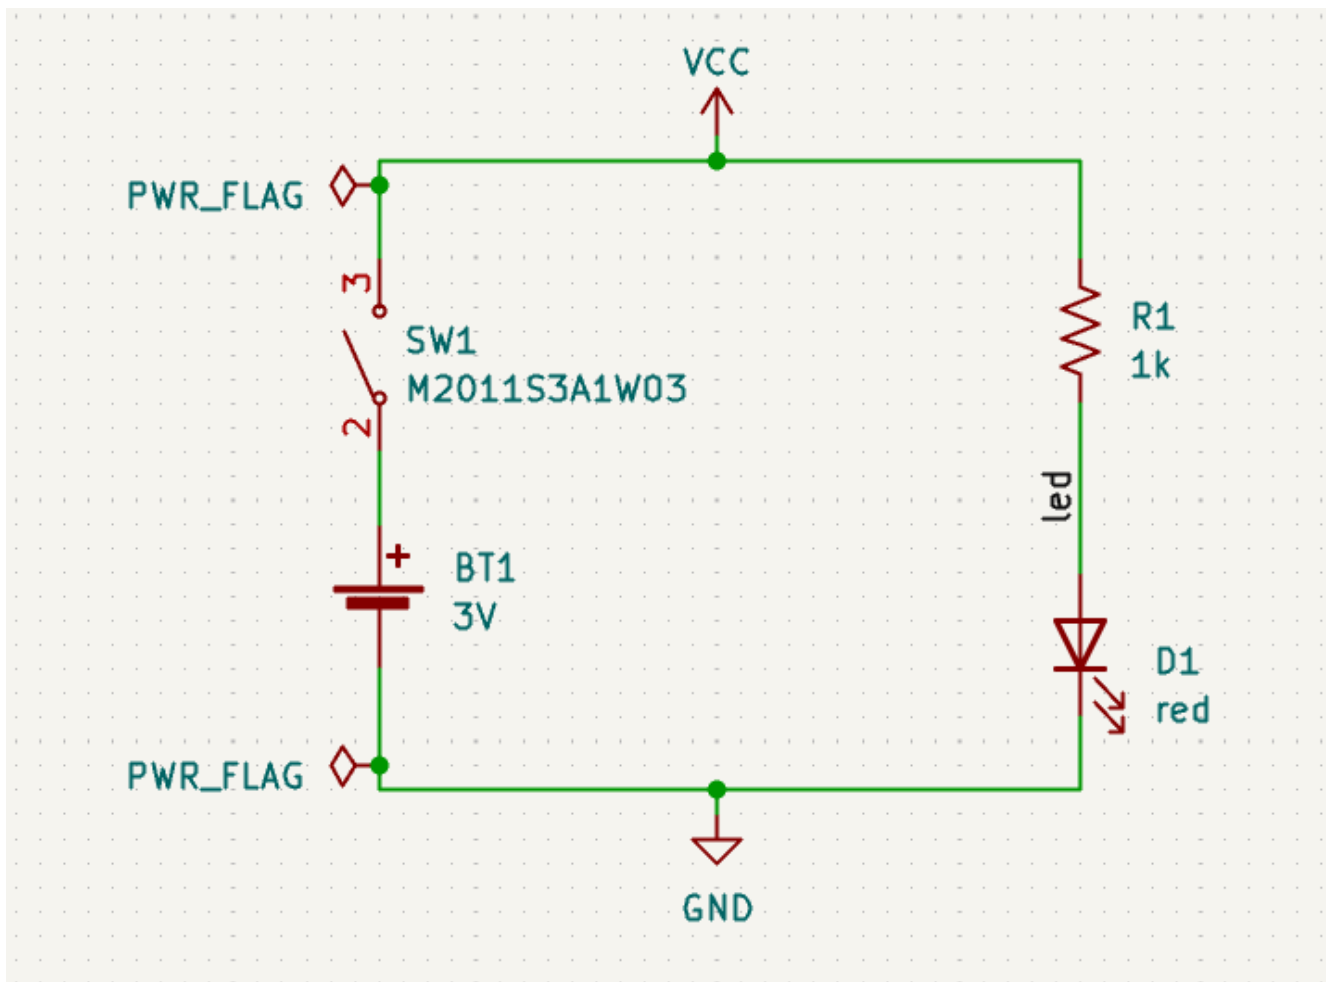 VCC
PWR_FLAG
3
SW1
M2011S3A1W03
2
R1
1k
led
+
BT1
3V
D1
red
PWR_FLAG
GND